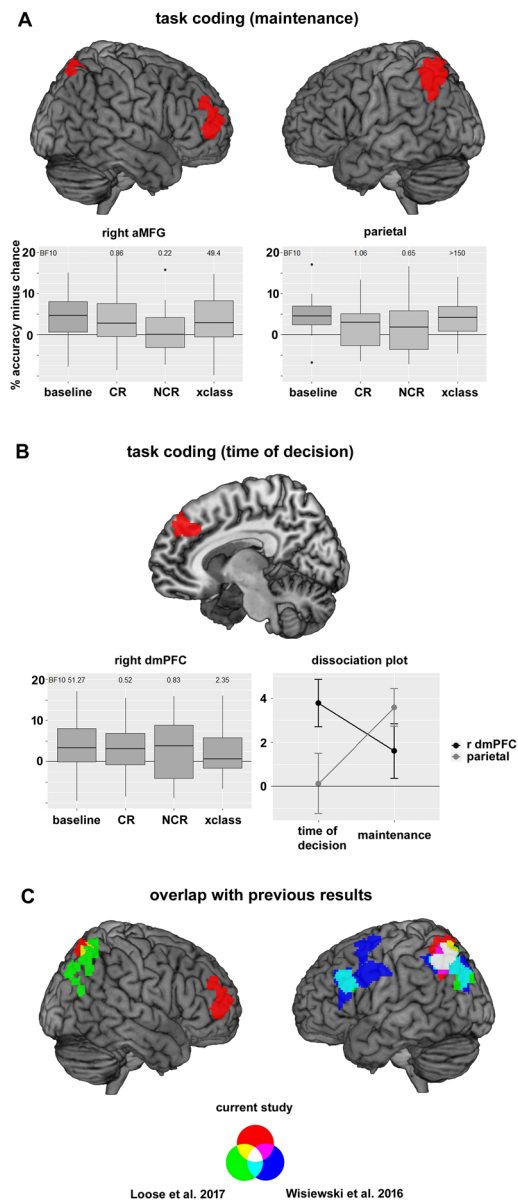 A
task coding (maintenance)
right aMFG
parietal
% accuracy minus chance
20
10
0
BF10 0.86 0.22 49.4
baseline CR NCR xclass
20
10
0
BF10 1.06 0.65 >150
baseline CR NCR xclass
B
task coding (time of decision)
right dmPFC
dissociation plot
20
10
0
BF10 51.27 0.52 0.83 2.35
baseline CR NCR xclass
4
2
0
time of
decision
maintenance
r dmPFC
parietal
C
overlap with previous results
current study
Loose et al. 2017
Wisiewski et al. 2016